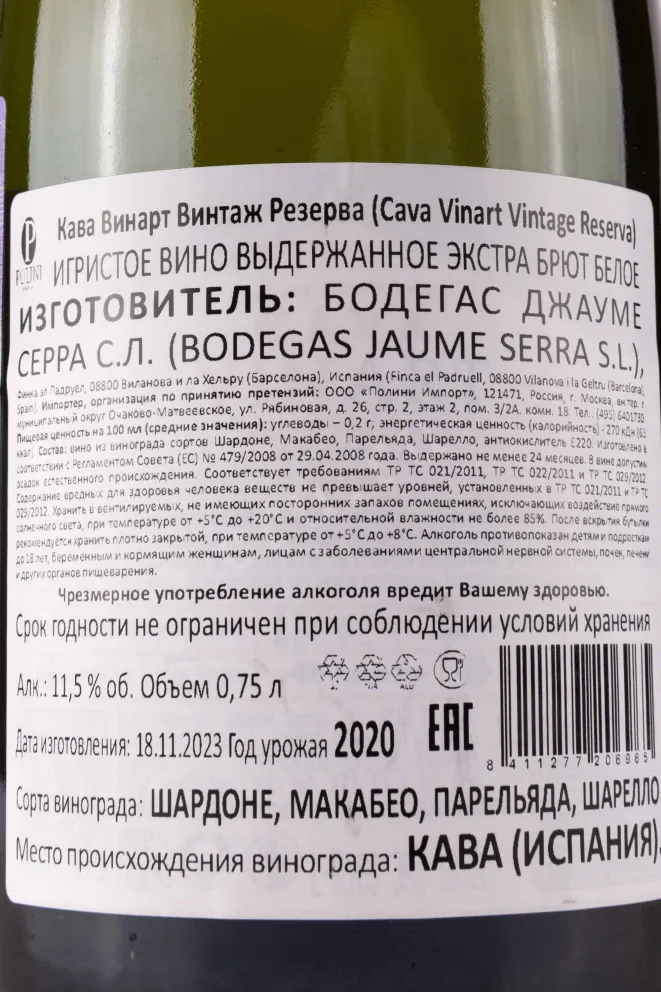 Кава Винарт Винтаж Резерва (Cava Vinart Vintage Reserva)
P
POLINI
ИГРИСТОЕ ВИНО ВЫДЕРЖАННОЕ ЭКСТРА БРЮТ БЕЛОЕ
ИЗГОТОВИТЕЛЬ: БОДЕГАС ДЖАУМЕ
СЕРРА С.Л. (BODEGAS JAUME SERRA S.L.),
Финка эл Падруел, 08800 Виланова и ла Хельру (Барселона), Испания (Finca el Padruell, 08800 Vilanova i la Geltru (Barcelona),
Spain). Импортер, организация по принятию претензий: ООО «Полини Импорт», 121471, Россия, г. Москва, вн.тер. г.
муниципальный округ Очаково-Матвеевское, ул. Рябиновая, д. 26, стр. 2, этаж 2, пом. 3/2А. комн. 18. Тел.: (495) 6401730.
Пищевая ценность на 100 мл (средние значения): углеводы – 0,2 г; энергетическая ценность (калорийность) - 270 кДж (65
ккал). Состав: вино из винограда сортов Шардоне, Макабео, Парельяда, Шарелло, антиокислитель Е220. Изготовлено в
соответствии с Регламентом Совета (ЕС) № 479/2008 от 29.04.2008 года. Выдержано не менее 24 месяцев. В вине допустим
осадок естественного происхождения. Соответствует требованиям ТР ТС 021/2011, ТР ТС 022/2011 и ТР ТС 029/2012
Содержание вредных для здоровья человека веществ не превышает уровней, установленных в ТР ТС 021/2011 и ТР ТС
029/2012. Хранить в вентилируемых, не имеющих посторонних запахов помещениях, исключающих воздействие прямого
солнечного света, при температуре от +5°С до +20°С и относительной влажности не более 85%. После вскрытия бутылки
рекомендуется хранить плотно закрытой, при температуре от +5°С до +8°С. Алкоголь противопоказан детям и подросткам
до 18 лет, беременным и кормящим женщинам, лицам с заболеваниями центральной нервной системы, почек, печени
и других органов пищеварения.
Чрезмерное употребление алкоголя вредит Вашему здоровью.
Срок годности не ограничен при соблюдении условий хранения
Алк.: 11,5 % об. Объем 0,75 л
ALU
Дата изготовления: 18.11.2023 Год урожая 2020
EAC
8 411277 206965
Сорта винограда: ШАРДОНЕ, МАКАБЕО, ПАРЕЛЬЯДА, ШАРЕЛЛО
Место происхождения винограда: КАВА (ИСПАНИЯ).